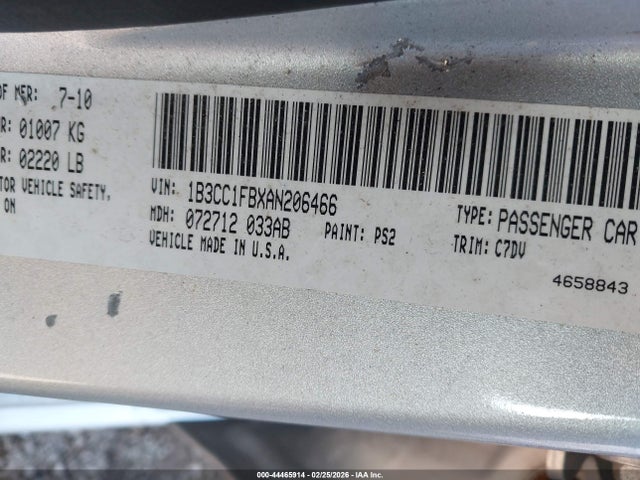 OF MFR: 7-10
R: 01007 KG
R: 02220 LB
TOR VEHICLE SAFETY,
ON
VIN: 1B3CC1FBXAN206466
MDH: 072712 033AB
PAINT: PS2
VEHICLE MADE IN U.S.A.
TYPE: PASSENGER CAR
TRIM: C7DV
4658843
000-44465914 - 02/25/2026 - IAA Inc.